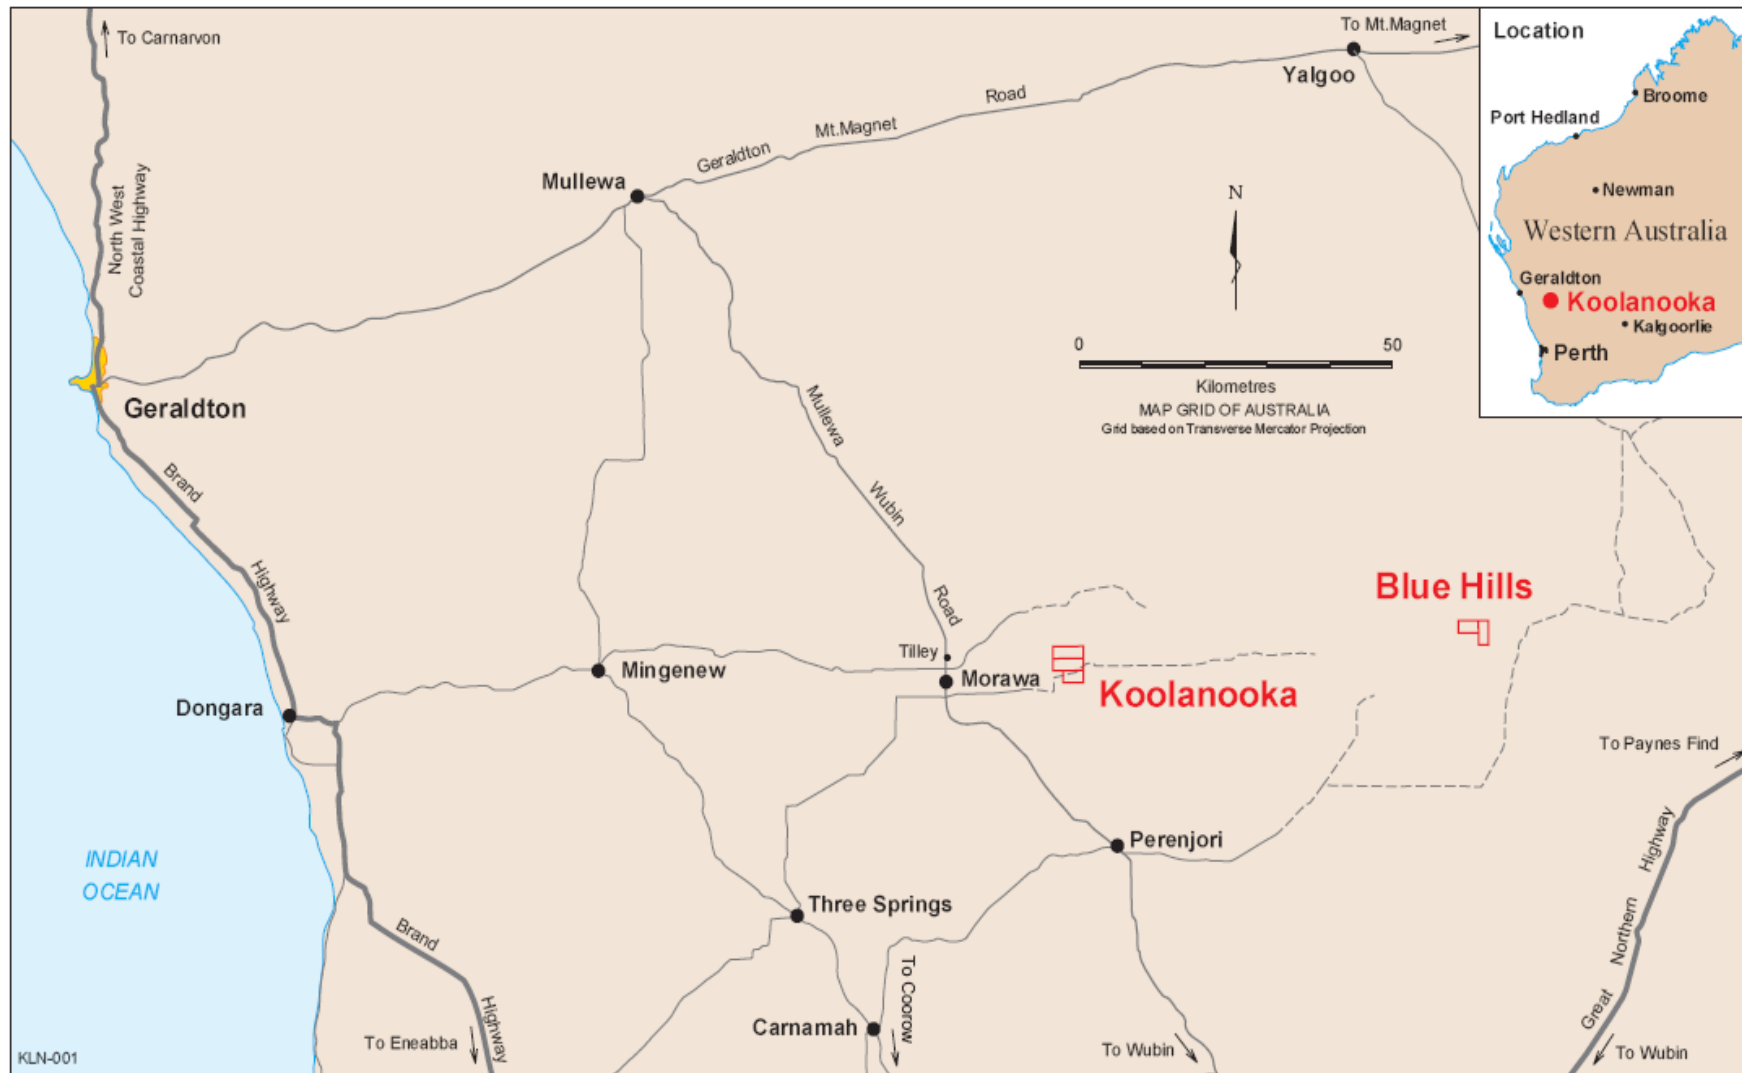 To Carnarvon
North West
Coastal Highway
Mullewa
Geraldton
Mt.Magnet
Road
To Mt.Magnet
Yalgoo
Location
Broome
Port Hedland
Newman
Western Australia
Geraldton
Koolanooka
Kalgoorlie
Perth
N
0
50
Kilometres
MAP GRID OF AUSTRALIA
Grid based on Transverse Mercator Projection
Geraldton
Brand
Highway
Mullewa
Wubin
Road
Blue Hills
Tilley
Mingenew
Morawa
Koolanooka
Dongara
To Paynes Find
Perenjori
INDIAN
OCEAN
Three Springs
Brand
Highway
To Coorow
Great
Northern
Highway
Carnamah
To Eneabba
To Wubin
To Wubin
KLN-001